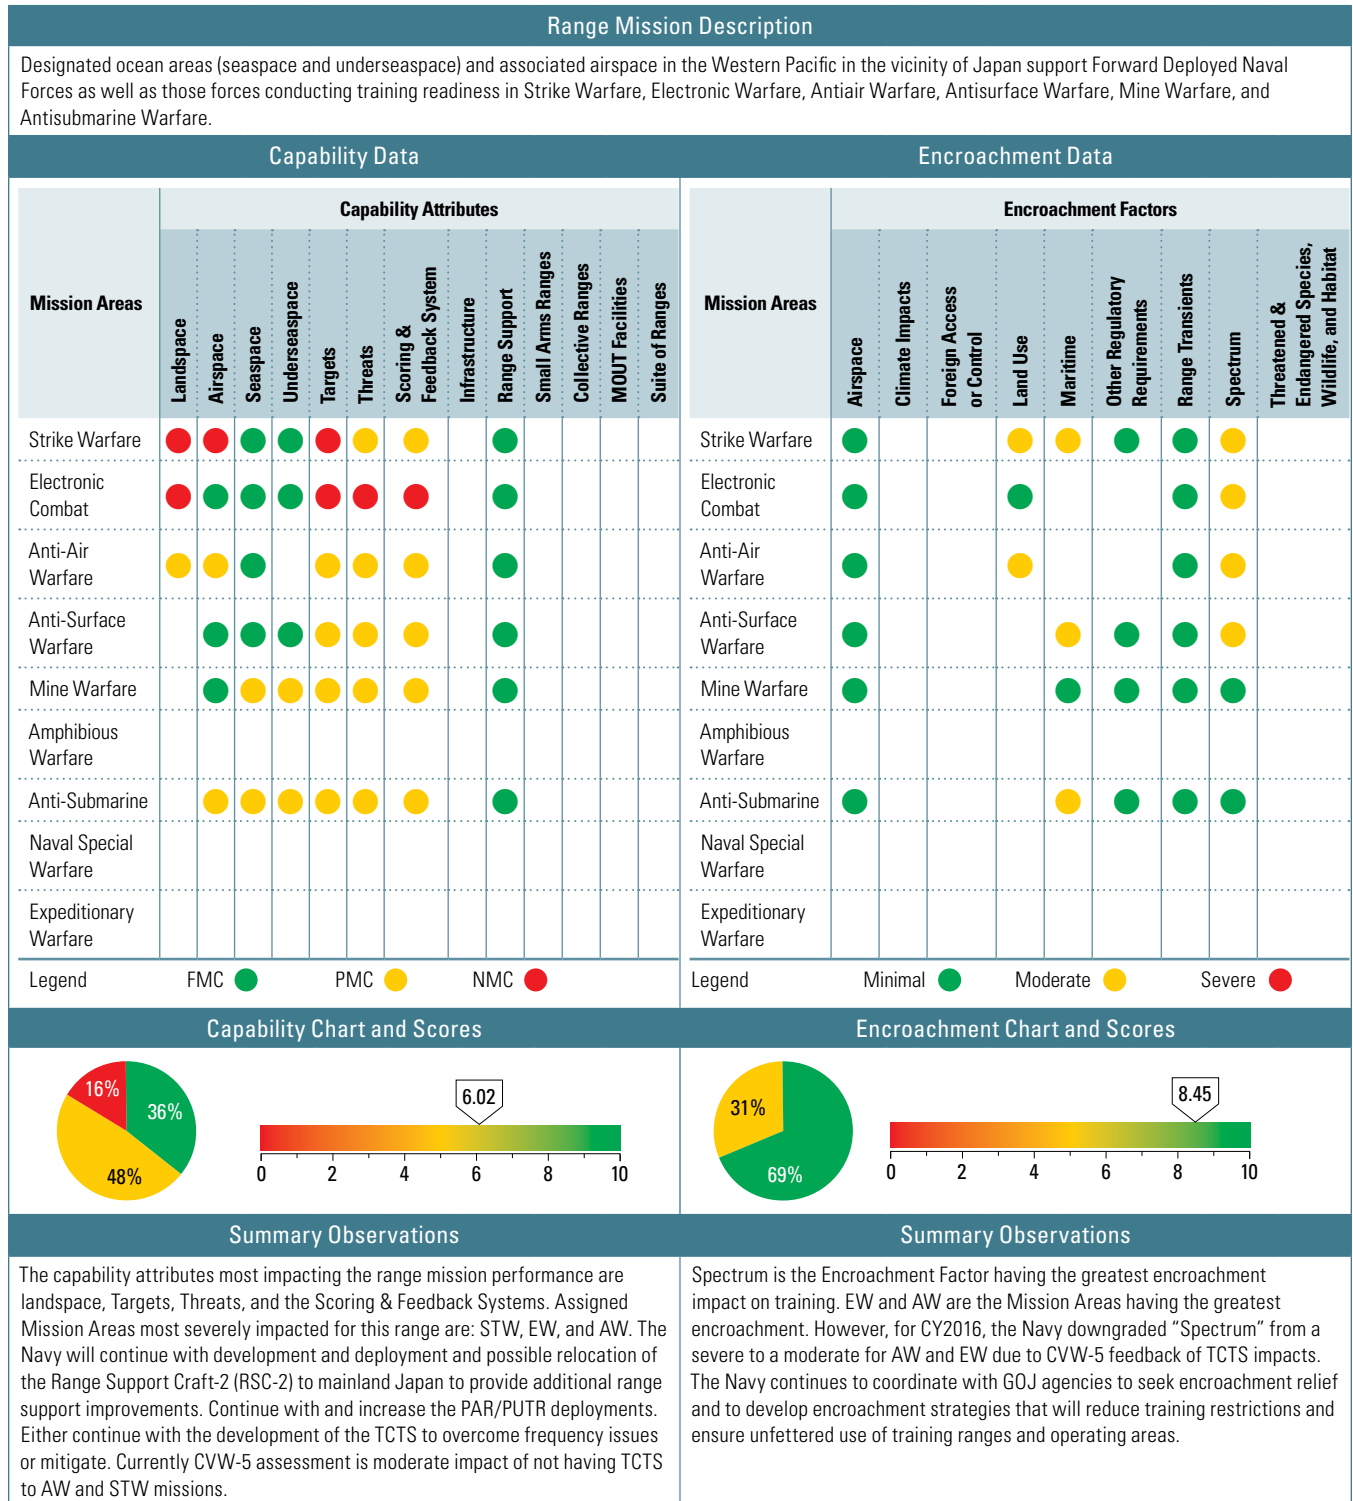 Range Mission Description
Designated ocean areas (seaspace and underseaspace) and associated airspace in the Western Pacific in the vicinity of Japan support Forward Deployed Naval
Forces as well as those forces conducting training readiness in Strike Warfare, Electronic Warfare, Antiair Warfare, Antisurface Warfare, Mine Warfare, and
Antisubmarine Warfare.
Capability Data
Mission Areas
Capability Attributes
Landspace
Airspace
Seaspace
Underseaspace
Targets
Threats
Scoring &
Feedback System
Infrastructure
Range Support
Small Arms Ranges
Collective Ranges
MOUT Facilities
Suite of Ranges
Strike Warfare
Electronic
Combat
Anti-Air
Warfare
Anti-Surface
Warfare
Mine Warfare
Amphibious
Warfare
Anti-Submarine
Naval Special
Warfare
Expeditionary
Warfare
Legend FMC PMC NMC
Encroachment Data
Mission Areas
Encroachment Factors
Airspace
Climate Impacts
Foreign Access
or Control
Land Use
Maritime
Other Regulatory
Requirements
Range Transients
Spectrum
Threatened &
Endangered Species,
Wildlife, and Habitat
Strike Warfare
Electronic
Combat
Anti-Air
Warfare
Anti-Surface
Warfare
Mine Warfare
Amphibious
Warfare
Anti-Submarine
Naval Special
Warfare
Expeditionary
Warfare
Legend Minimal Moderate Severe
Capability Chart and Scores
16%
36%
48%
6.02
0 2 4 6 8 10
Encroachment Chart and Scores
31%
69%
8.45
0 2 4 6 8 10
Summary Observations
The capability attributes most impacting the range mission performance are
landspace, Targets, Threats, and the Scoring & Feedback Systems. Assigned
Mission Areas most severely impacted for this range are: STW, EW, and AW. The
Navy will continue with development and deployment and possible relocation of
the Range Support Craft-2 (RSC-2) to mainland Japan to provide additional range
support improvements. Continue with and increase the PAR/PUTR deployments.
Either continue with the development of the TCTS to overcome frequency issues
or mitigate. Currently CVW-5 assessment is moderate impact of not having TCTS
to AW and STW missions.
Summary Observations
Spectrum is the Encroachment Factor having the greatest encroachment
impact on training. EW and AW are the Mission Areas having the greatest
encroachment. However, for CY2016, the Navy downgraded “Spectrum” from a
severe to a moderate for AW and EW due to CVW-5 feedback of TCTS impacts.
The Navy continues to coordinate with GOJ agencies to seek encroachment relief
and to develop encroachment strategies that will reduce training restrictions and
ensure unfettered use of training ranges and operating areas.